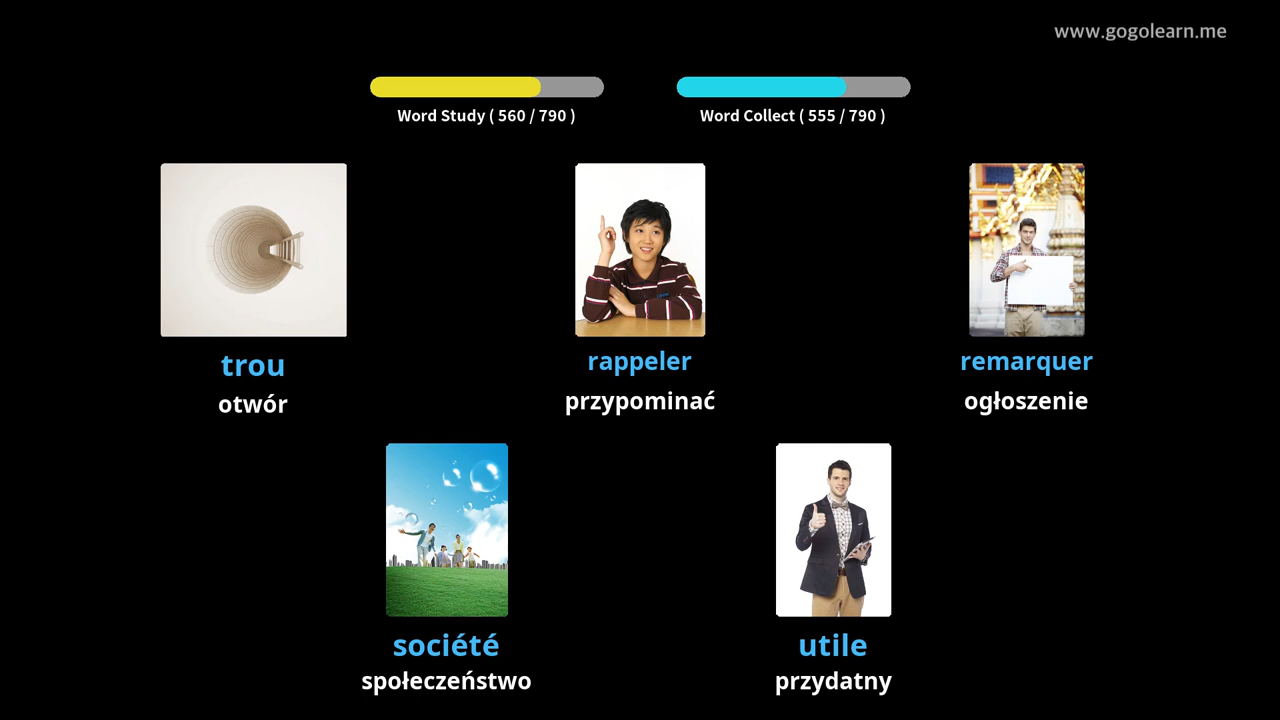 www.gogolearn.me
Word Study ( 560 / 790 )
Word Collect ( 555 / 790 )
trou
otwór
rappeler
przypominać
remarquer
ogłoszenie
société
społeczeństwo
utile
przydatny